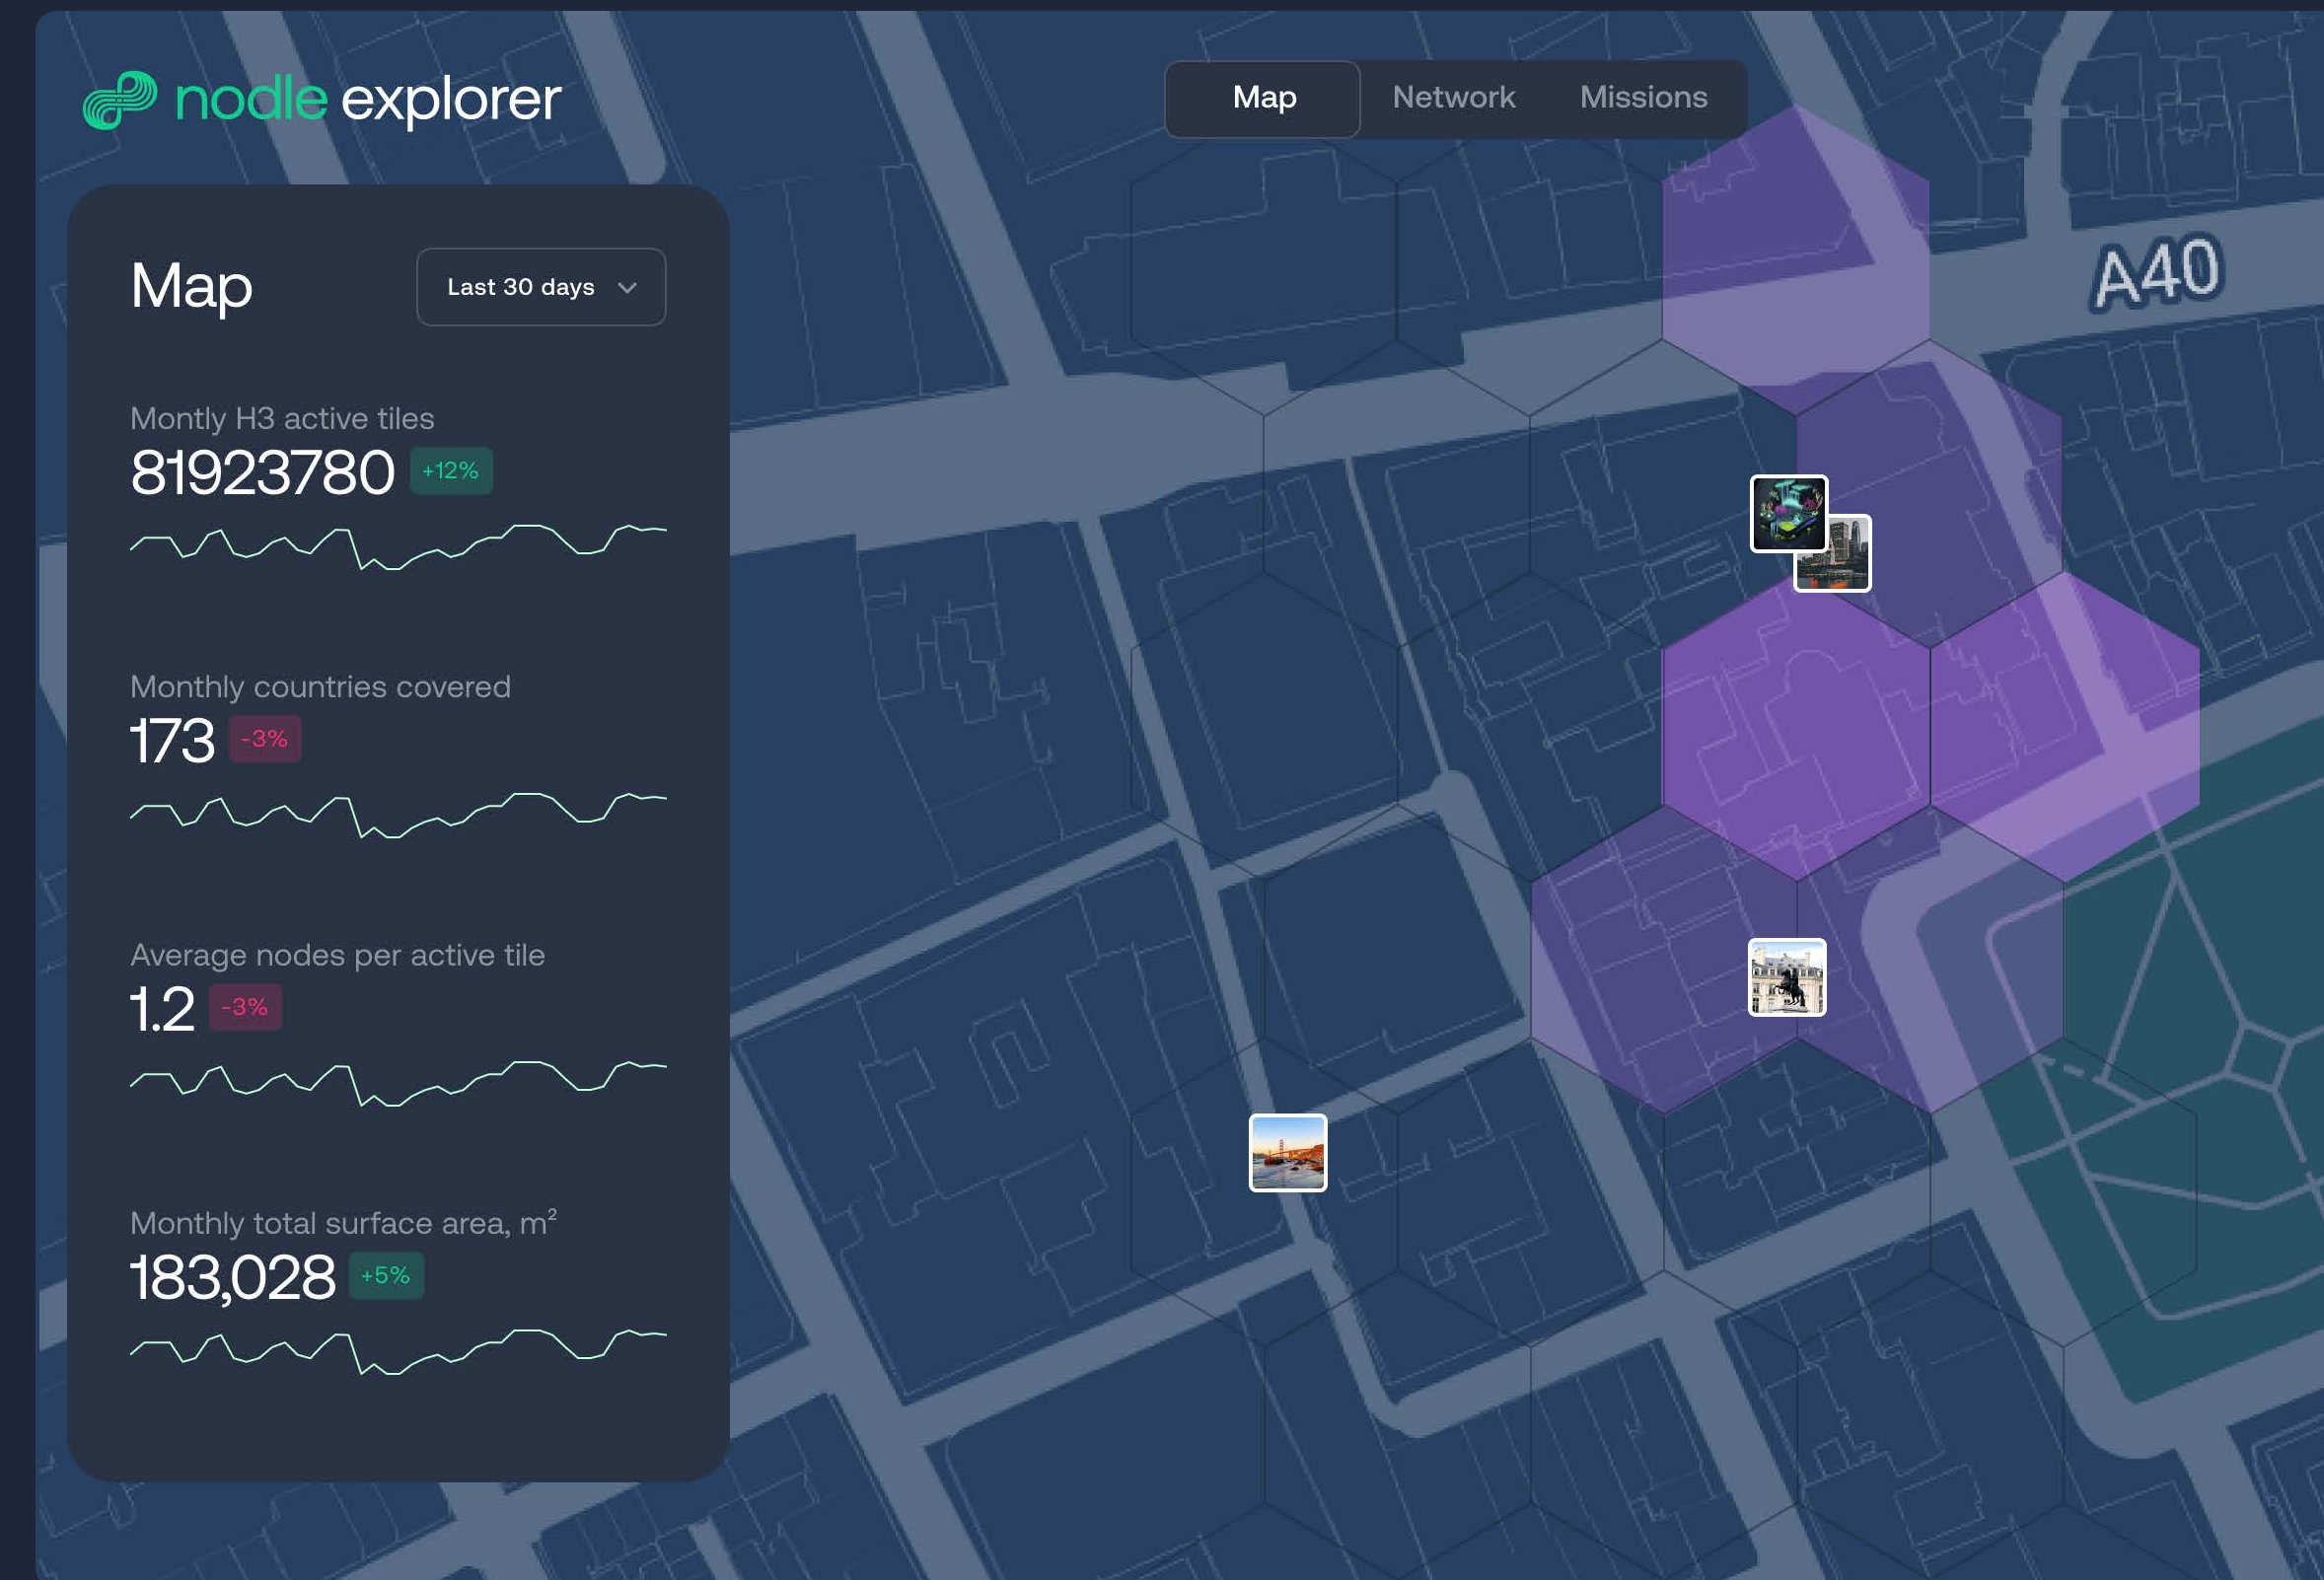 nodle explorer
Map Network Missions
A40
Map
Last 30 days
Montly H3 active tiles
81923780 +12%
Monthly countries covered
173 -3%
Average nodes per active tile
1.2 -3%
Monthly total surface area, m²
183,028 +5%